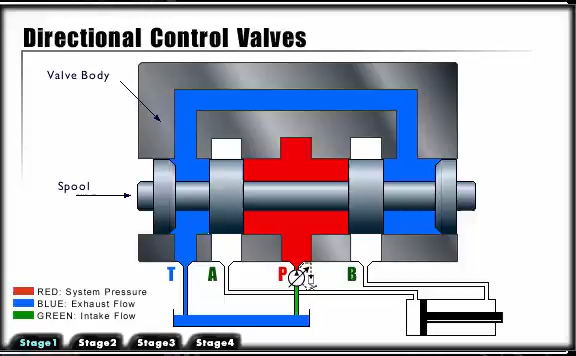 Directional Control Valves
Valve Body
Spool
T A P B
RED: System Pressure
BLUE: Exhaust Flow
GREEN: Intake Flow
Stage1 Stage2 Stage3 Stage4